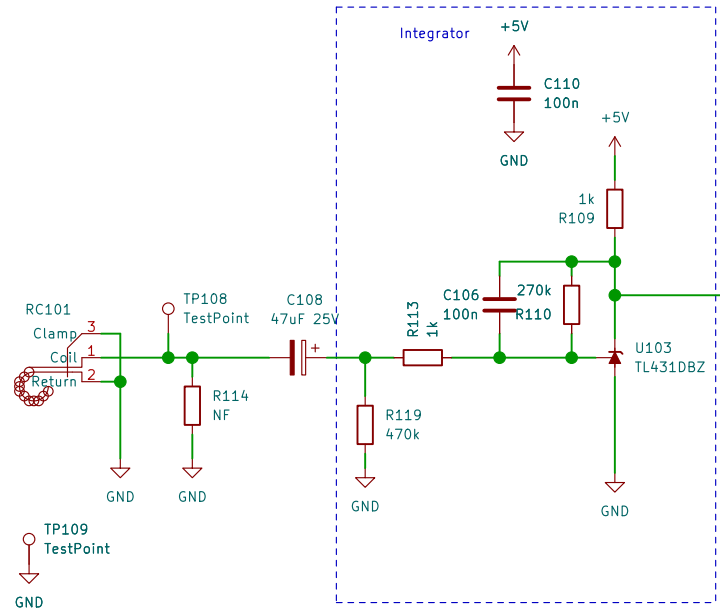 Integrator
+5V
C110
100n
GND
+5V
1k
R109
TP108
TestPoint
C108
47uF 25V
+
R113
1k
C106
100n
270k
R110
RC101
Clamp
3
Coil
1
Return
2
R114
NF
R119
470k
U103
TL431DBZ
GND
GND
GND
GND
TP109
TestPoint
GND